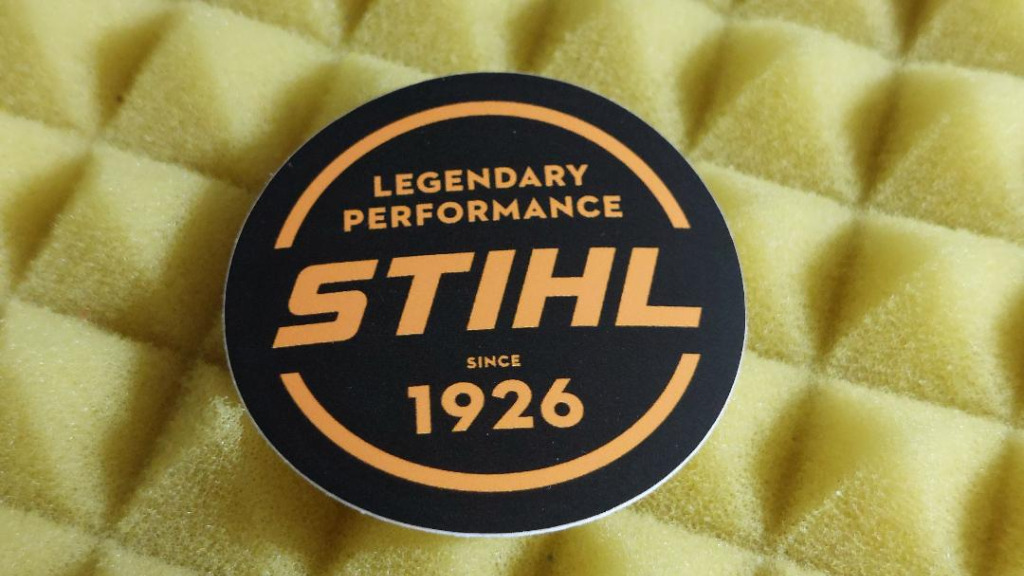 LEGENDARY
PERFORMANCE
STIHL
SINCE
1926